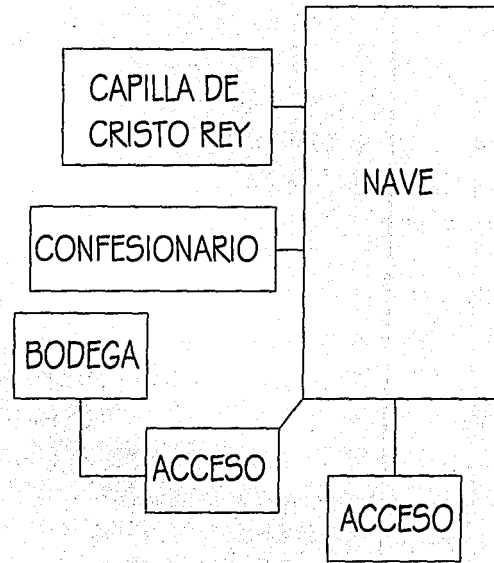 CAPILLA DE
CRISTO REY
NAVE
CONFESIONARIO
BODEGA
ACCESO
ACCESO